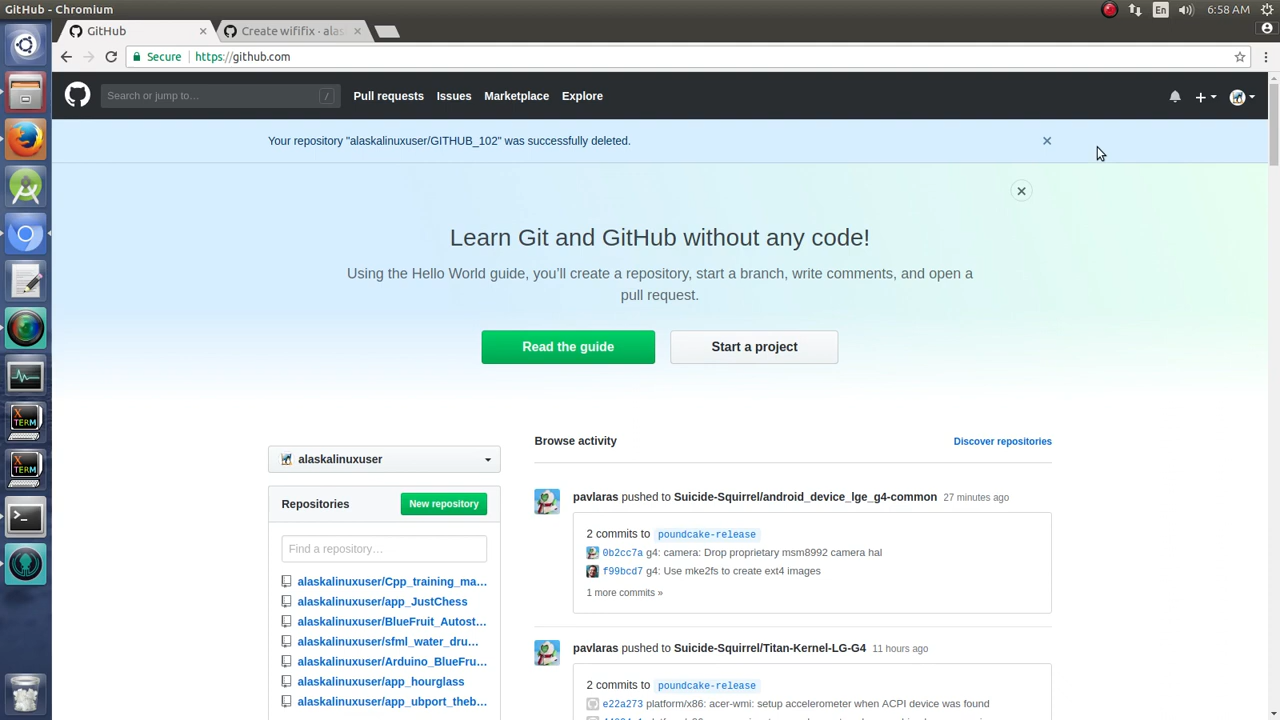 GitHub - Chromium
En
6:58 AM
GitHub
Create wififix · alas
Secure
https://github.com
Search or jump to…
/
Pull requests
Issues
Marketplace
Explore
Your repository "alaskalinuxuser/GITHUB_102" was successfully deleted.
Learn Git and GitHub without any code!
Using the Hello World guide, you’ll create a repository, start a branch, write comments, and open a
pull request.
Read the guide
Start a project
alaskalinuxuser
Repositories
New repository
Find a repository…
alaskalinuxuser/Cpp_training_ma…
alaskalinuxuser/app_JustChess
alaskalinuxuser/BlueFruit_Autost…
alaskalinuxuser/sfml_water_dru…
alaskalinuxuser/Arduino_BlueFru…
alaskalinuxuser/app_hourglass
alaskalinuxuser/app_ubport_theb…
Browse activity
Discover repositories
pavlaras pushed to Suicide-Squirrel/android_device_lge_g4-common 27 minutes ago
2 commits to poundcake-release
0b2cc7a g4: camera: Drop proprietary msm8992 camera hal
f99bcd7 g4: Use mke2fs to create ext4 images
1 more commits »
pavlaras pushed to Suicide-Squirrel/Titan-Kernel-LG-G4 11 hours ago
2 commits to poundcake-release
e22a273 platform/x86: acer-wmi: setup accelerometer when ACPI device was found
X
TERM
X
TERM